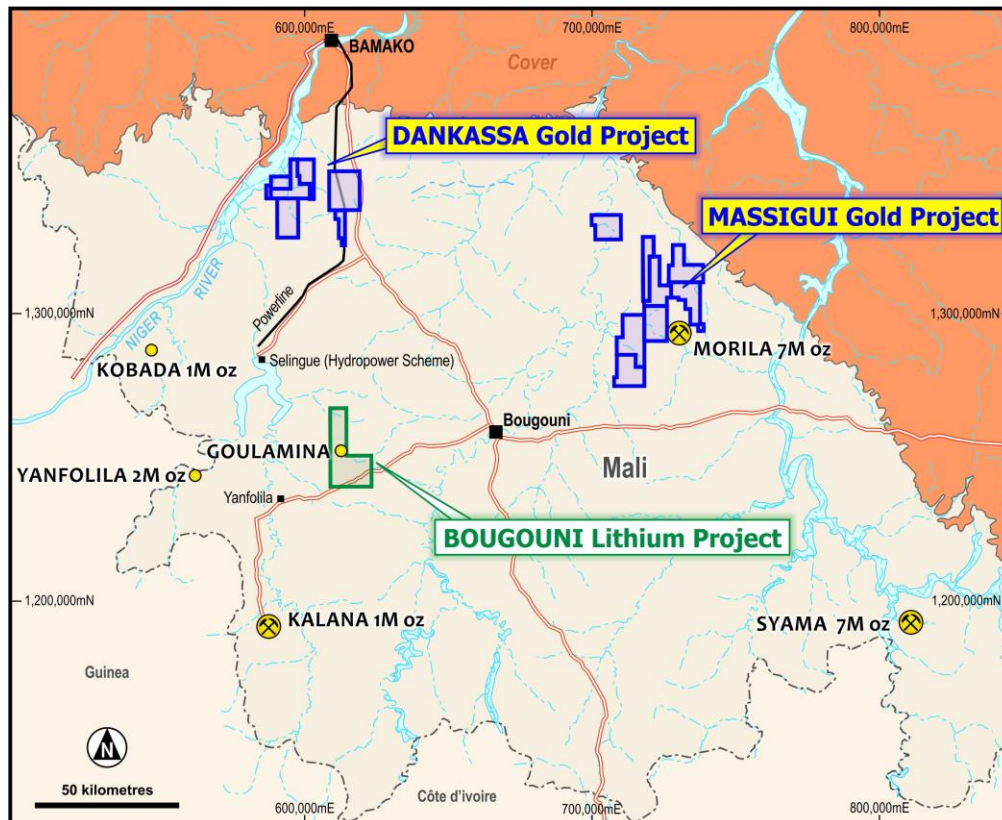 600,000mE
700,000mE
800,000mE
BAMAKO
Cover
DANKASSA Gold Project
MASSIGUI Gold Project
NIGER RIVER
Powerline
1,300,000mN
1,300,000mN
KOBADA 1M oz
Selingue (Hydropower Scheme)
MORILA 7M oz
Bougouni
GOULAMINA
Mali
YANFOLILA 2M oz
Yanfolila
BOUGOUNI Lithium Project
1,200,000mN
1,200,000mN
KALANA 1M oz
SYAMA 7M oz
Guinea
N
50 kilometres
Côte d'ivoire
600,000mE
700,000mE
800,000mE